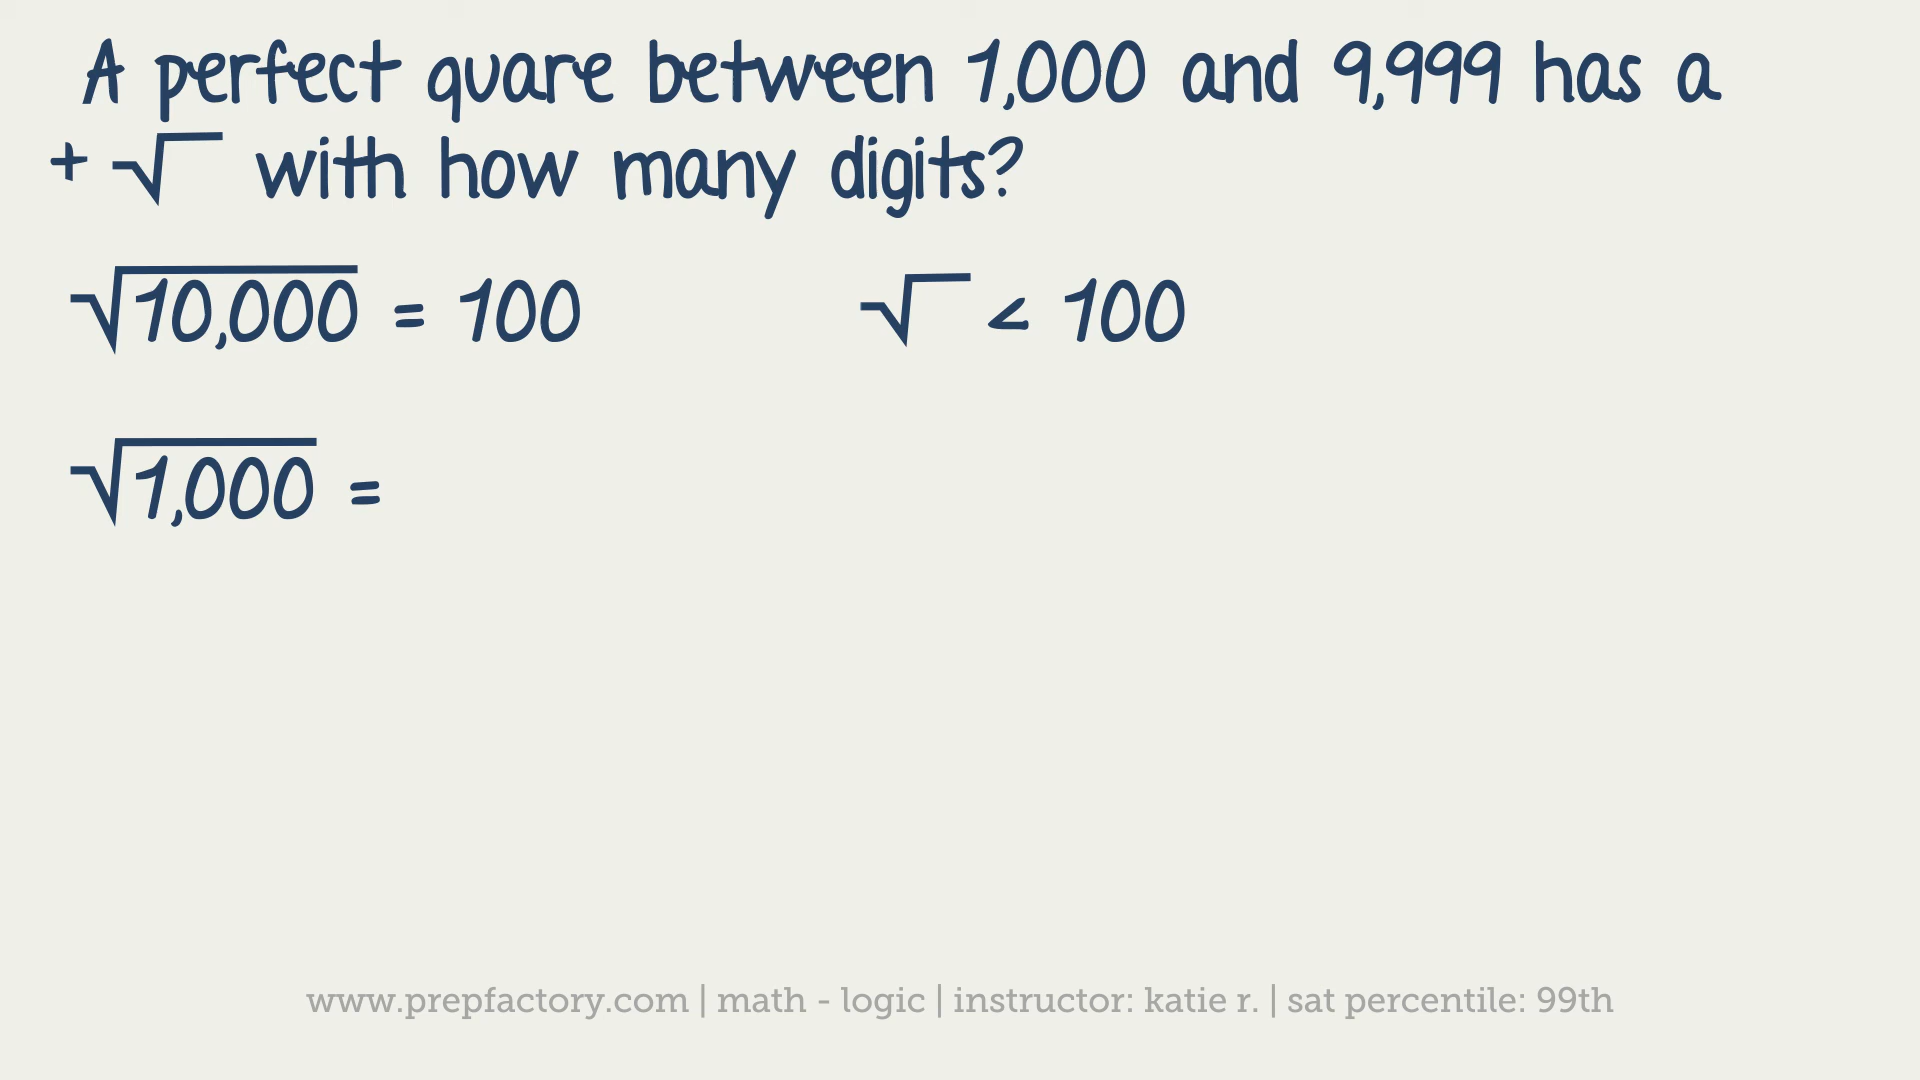 A perfect quare between 1,000 and 9,999 has a
+ √ with how many digits?
√10,000 = 100
√ < 100
√1,000 =
www.prepfactory.com | math - logic | instructor: katie r. | sat percentile: 99th